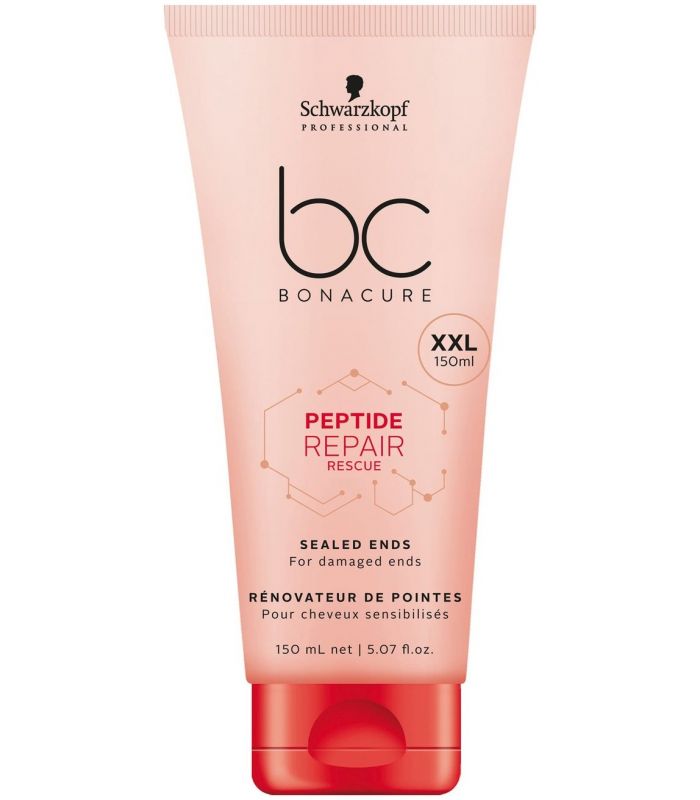 Schwarzkopf
PROFESSIONAL
bc
BONACURE
XXL
150ml
PEPTIDE
REPAIR
RESCUE
SEALED ENDS
For damaged ends
RÉNOVATEUR DE POINTES
Pour cheveux sensibilisés
150 mL net | 5.07 fl.oz.